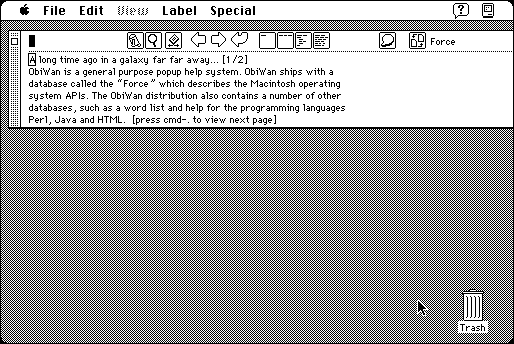 File Edit View Label Special
Force
A long time ago in a galaxy far far away... [1/2]
ObiWan is a general purpose popup help system. ObiWan ships with a
database called the "Force" which describes the Macintosh operating
system APIs. The ObiWan distribution also contains a number of other
databases, such as a word list and help for the programming languages
Perl, Java and HTML. [press cmd-. to view next page]
Trash